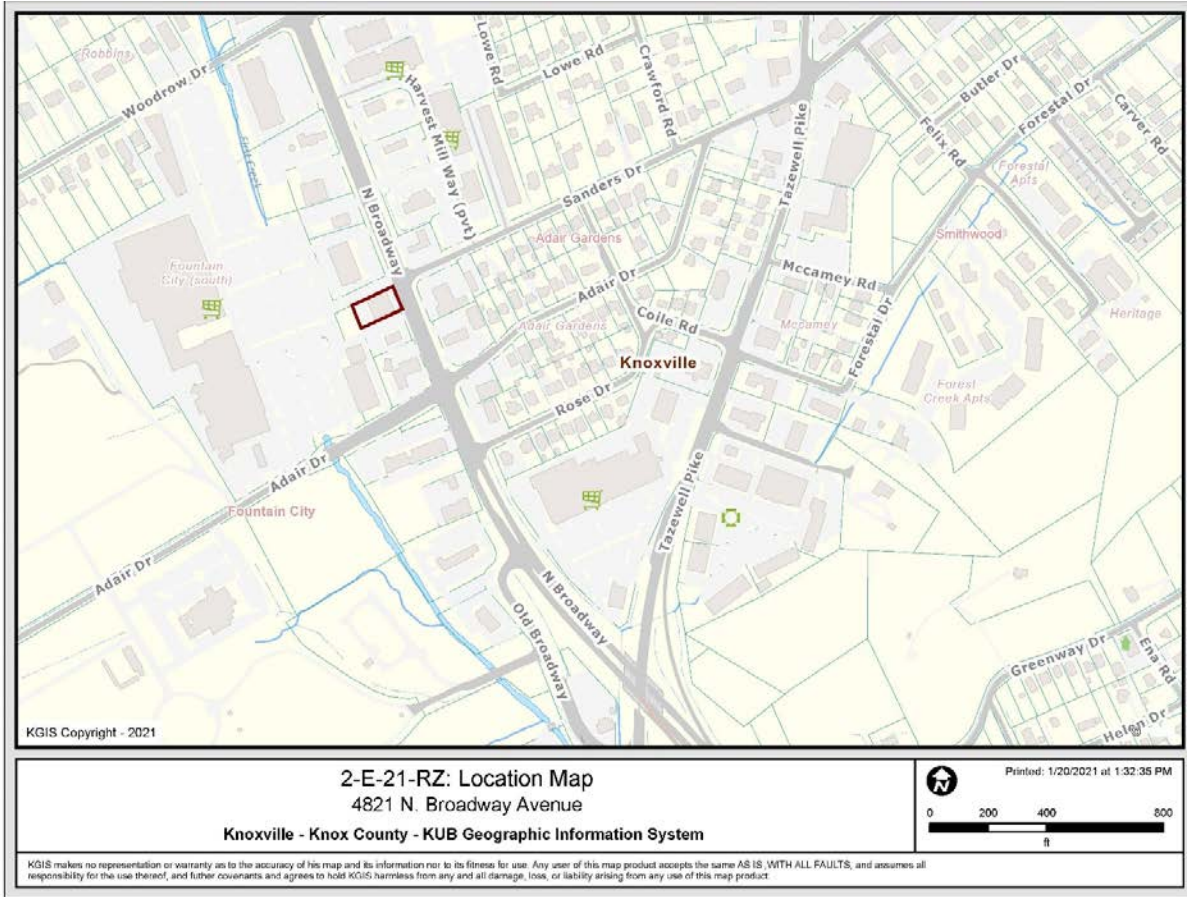 Robbins
Woodrow Dr
First Creek
Lowe Rd
Lowe Rd
Crawford Rd
Harvest Mill Way (pvt)
N Broadway
Sanders Dr
Tazewell Pike
Butler Dr
Felix Rd
Forestal Dr
Carver Rd
Forestal
Apts
Smithwood
Adair Gardens
Fountain
City (south)
Adair Dr
Adair Gardens
Mccamey Rd
Coile Rd
Mccamey
Heritage
Knoxville
Forestal Dr
Rose Dr
Forest
Creek Apts
Adair Dr
Fountain City
Tazewell Pike
Adair Dr
N Broadway
Old Broadway
Greenway Dr
Ena Rd
Helen Dr
KGIS Copyright - 2021
2-E-21-RZ: Location Map
4821 N. Broadway Avenue
Knoxville - Knox County - KUB Geographic Information System
N
Printed: 1/20/2021 at 1:32:35 PM
0 200 400 800
ft
KGIS makes no representation or warranty as to the accuracy of his map and its information nor to its fitness for use. Any user of this map product accepts the same AS IS ,WITH ALL FAULTS, and assumes all
responsibility for the use thereof, and futher covenants and agrees to hold KGIS harmless from any and all damage, loss, or liability arising from any use of this map product.